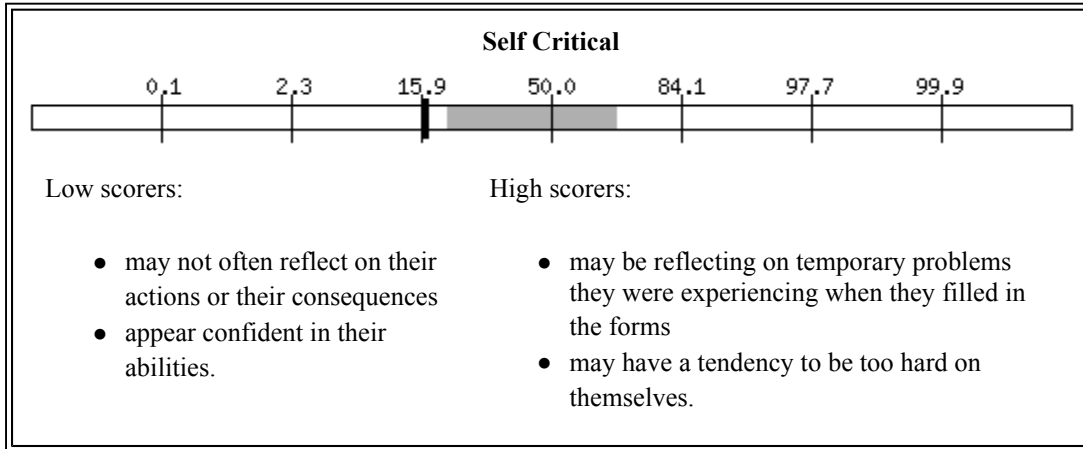 Self Critical
0.1 2.3 15.9 50.0 84.1 97.7 99.9
Low scorers:
● may not often reflect on their
actions or their consequences
● appear confident in their
abilities.
High scorers:
● may be reflecting on temporary problems
they were experiencing when they filled in
the forms
● may have a tendency to be too hard on
themselves.